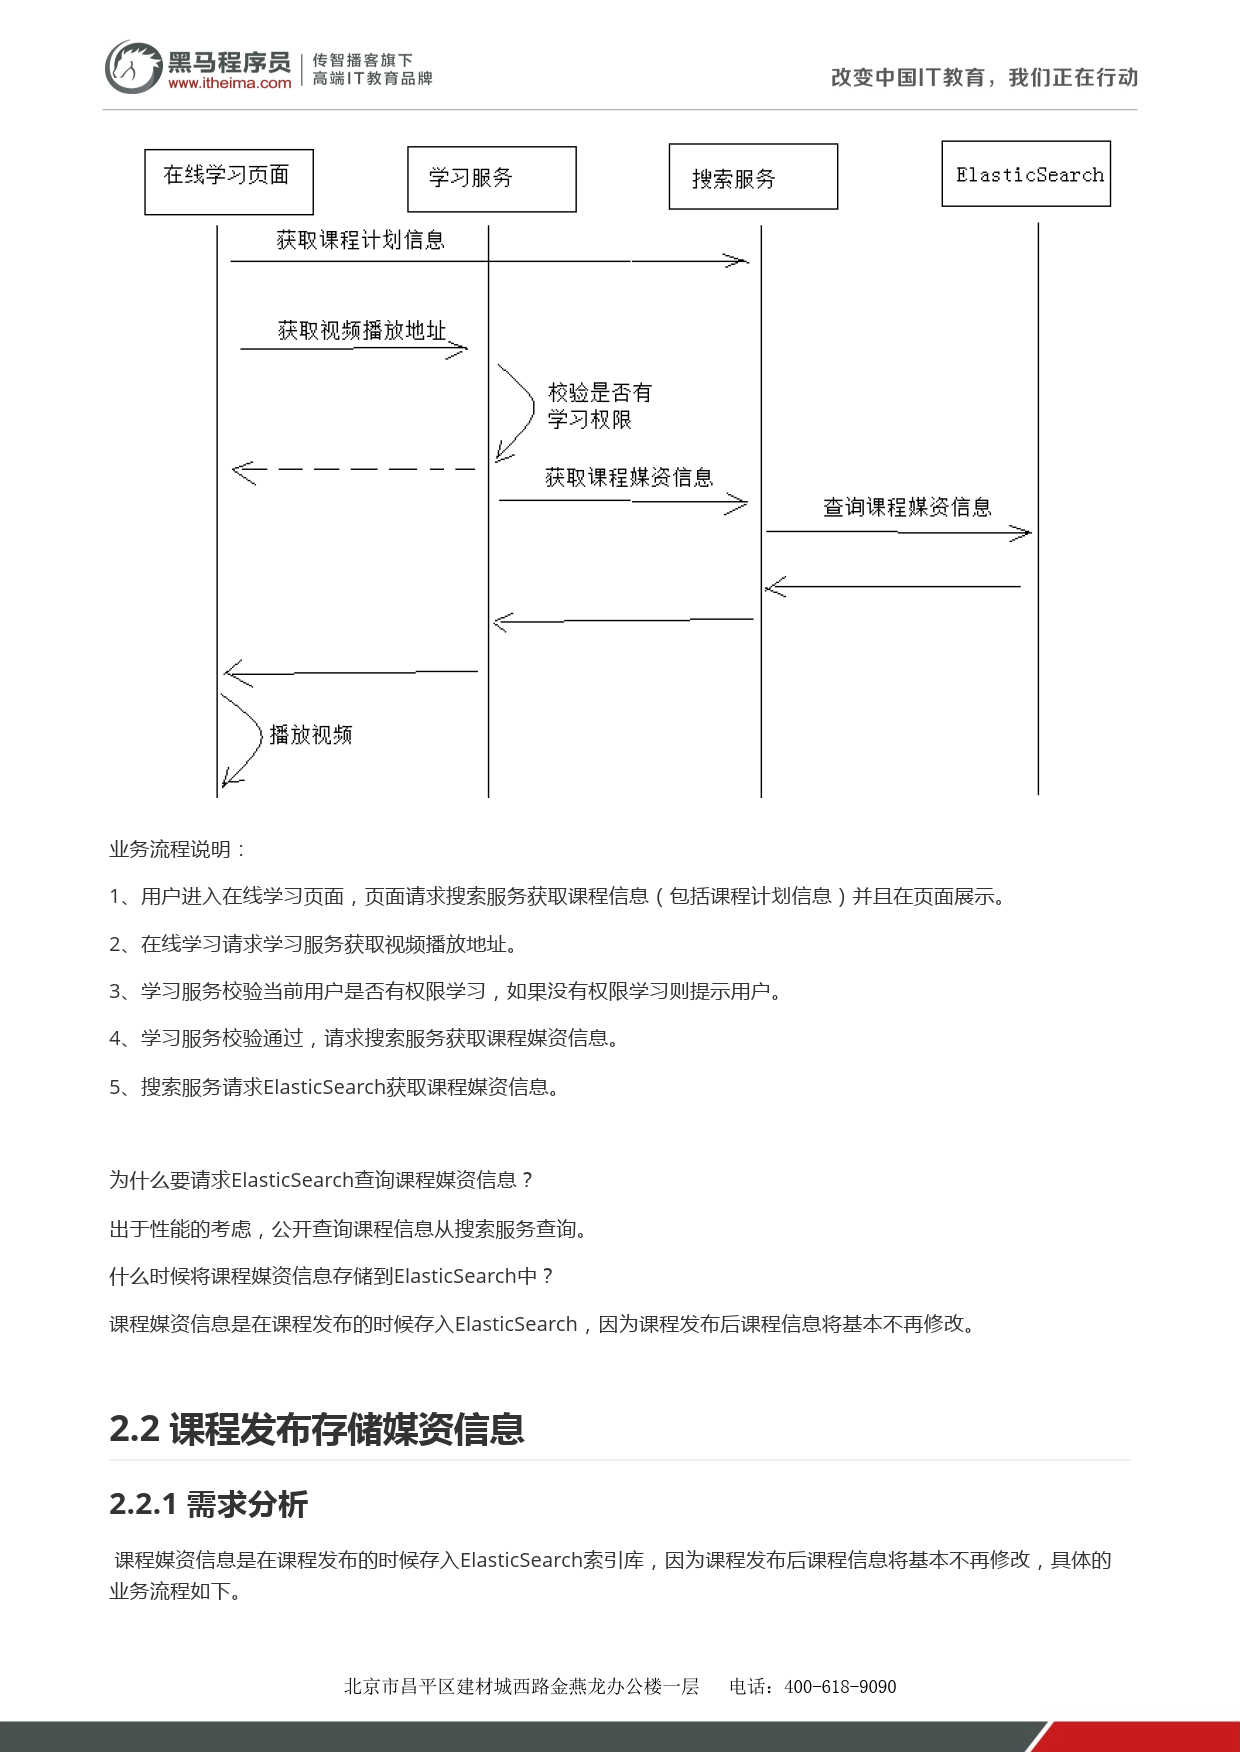 黑马程序员
www.itheima.com
传智播客旗下
高端IT教育品牌
改变中国IT教育，我们正在行动
在线学习页面
学习服务
搜索服务
ElasticSearch
获取课程计划信息
获取视频播放地址
校验是否有
学习权限
获取课程媒资信息
查询课程媒资信息
播放视频
业务流程说明：
1、用户进入在线学习页面，页面请求搜索服务获取课程信息（包括课程计划信息）并且在页面展示。
2、在线学习请求学习服务获取视频播放地址。
3、学习服务校验当前用户是否有权限学习，如果没有权限学习则提示用户。
4、学习服务校验通过，请求搜索服务获取课程媒资信息。
5、搜索服务请求ElasticSearch获取课程媒资信息。
为什么要请求ElasticSearch查询课程媒资信息？
出于性能的考虑，公开查询课程信息从搜索服务查询。
什么时候将课程媒资信息存储到ElasticSearch中？
课程媒资信息是在课程发布的时候存入ElasticSearch，因为课程发布后课程信息将基本不再修改。
2.2 课程发布存储媒资信息
2.2.1 需求分析
课程媒资信息是在课程发布的时候存入ElasticSearch索引库，因为课程发布后课程信息将基本不再修改，具体的
业务流程如下。
北京市昌平区建材城西路金燕龙办公楼一层 电话：400-618-9090